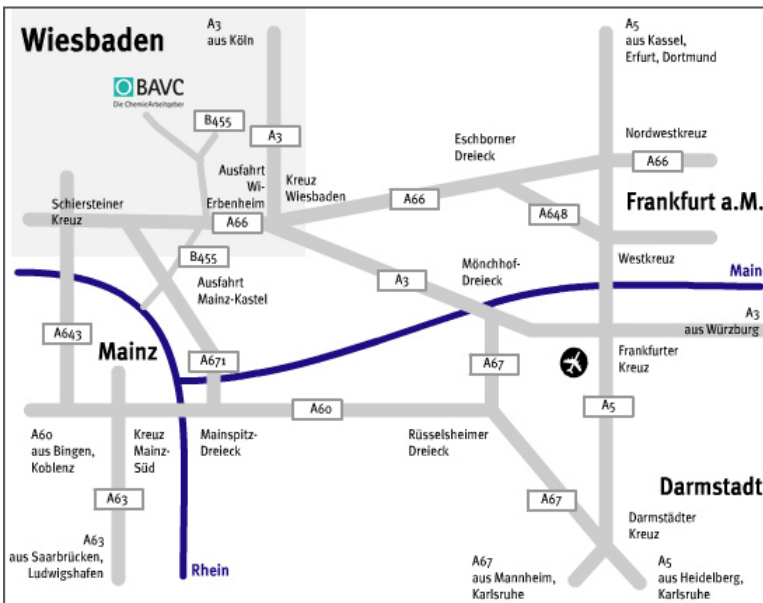 Wiesbaden
A3
aus Köln
A5
aus Kassel,
Erfurt, Dortmund
BAVC
Die ChemieArbeitgeber
B455
A3
Eschborner
Dreieck
Nordwestkreuz
A66
Ausfahrt
Wi-
Erbenheim
Kreuz
Wiesbaden
Schiersteiner
Kreuz
A66
A66
A648
Frankfurt a.M.
B455
Ausfahrt
Mainz-Kastel
A3
Mönchhof-
Dreieck
Westkreuz
Main
A643
Mainz
A671
A67
A3
aus Würzburg
Frankfurter
Kreuz
A60
A5
A60
aus Bingen,
Koblenz
Kreuz
Mainz-
Süd
Mainspitz-
Dreieck
Rüsselsheimer
Dreieck
A63
A67
Darmstadt
Darmstädter
Kreuz
A63
aus Saarbrücken,
Ludwigshafen
Rhein
A67
aus Mannheim,
Karlsruhe
A5
aus Heidelberg,
Karlsruhe